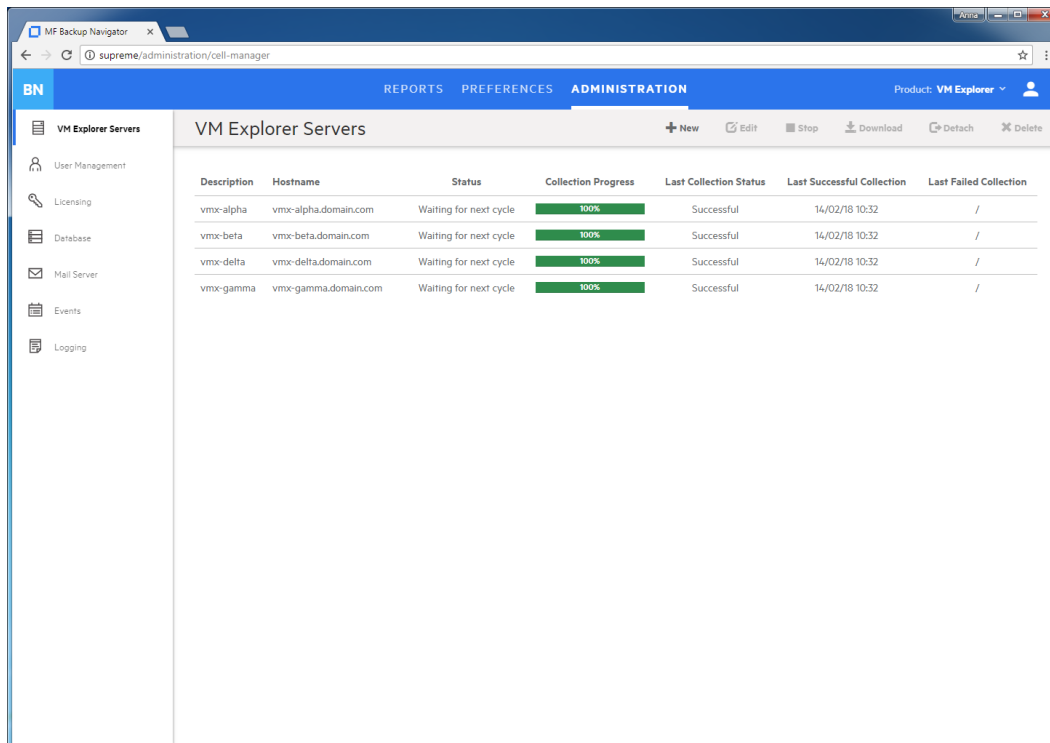 Anna
MF Backup Navigator
supreme/administration/cell-manager
BN REPORTS PREFERENCES ADMINISTRATION Product: VM Explorer
VM Explorer Servers
User Management
Licensing
Database
Mail Server
Events
Logging
VM Explorer Servers New Edit Stop Download Detach Delete
Description Hostname Status Collection Progress Last Collection Status Last Successful Collection Last Failed Collection
vmx-alpha vmx-alpha.domain.com Waiting for next cycle 100% Successful 14/02/18 10:32 /
vmx-beta vmx-beta.domain.com Waiting for next cycle 100% Successful 14/02/18 10:32 /
vmx-delta vmx-delta.domain.com Waiting for next cycle 100% Successful 14/02/18 10:32 /
vmx-gamma vmx-gamma.domain.com Waiting for next cycle 100% Successful 14/02/18 10:32 /